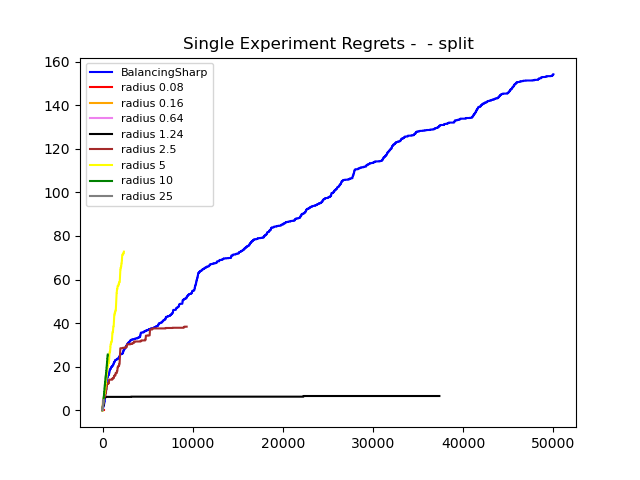 Single Experiment Regrets -  - split
160
140
120
100
80
60
40
20
0
BalancingSharp
radius 0.08
radius 0.16
radius 0.64
radius 1.24
radius 2.5
radius 5
radius 10
radius 25
0 10000 20000 30000 40000 50000